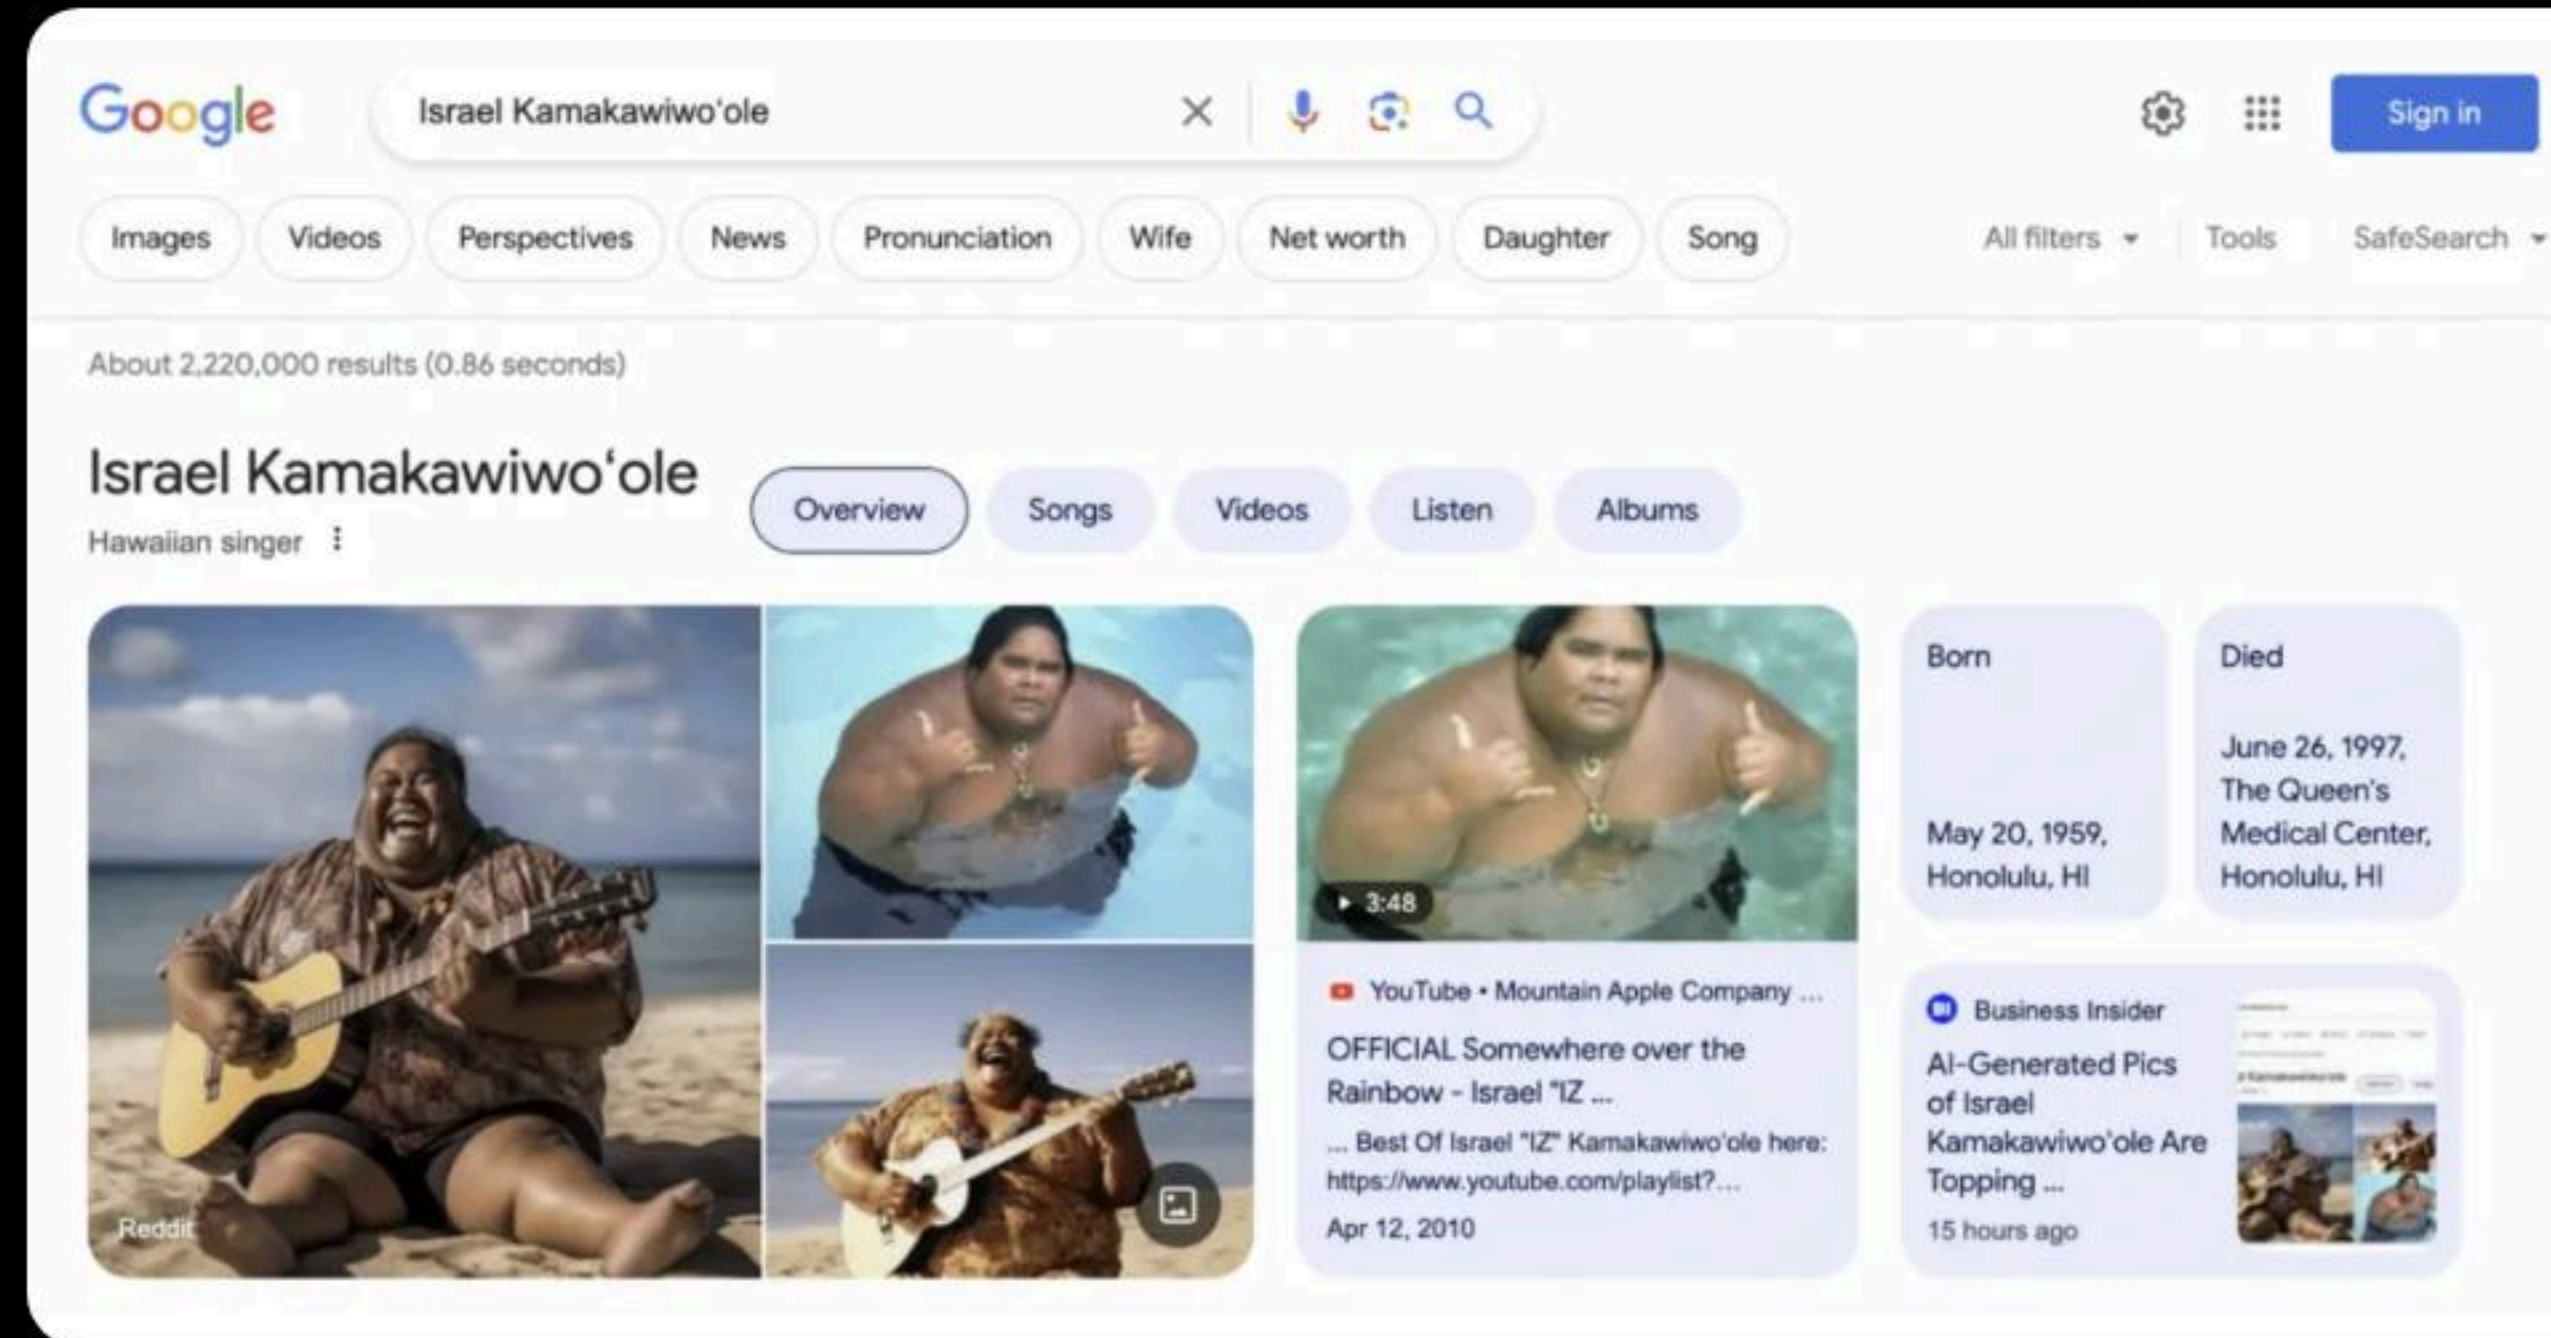 Google
Israel Kamakawiwoʻole
Sign in
Images
Videos
Perspectives
News
Pronunciation
Wife
Net worth
Daughter
Song
All filters
Tools
SafeSearch
About 2,220,000 results (0.86 seconds)
Israel Kamakawiwoʻole
Hawaiian singer
Overview
Songs
Videos
Listen
Albums
Reddit
3:48
YouTube • Mountain Apple Company ...
OFFICIAL Somewhere over the
Rainbow - Israel "IZ ...
... Best Of Israel "IZ" Kamakawiwo'ole here:
https://www.youtube.com/playlist?...
Apr 12, 2010
Born
May 20, 1959,
Honolulu, HI
Died
June 26, 1997,
The Queen's
Medical Center,
Honolulu, HI
Business Insider
AI-Generated Pics
of Israel
Kamakawiwo'ole Are
Topping ...
15 hours ago